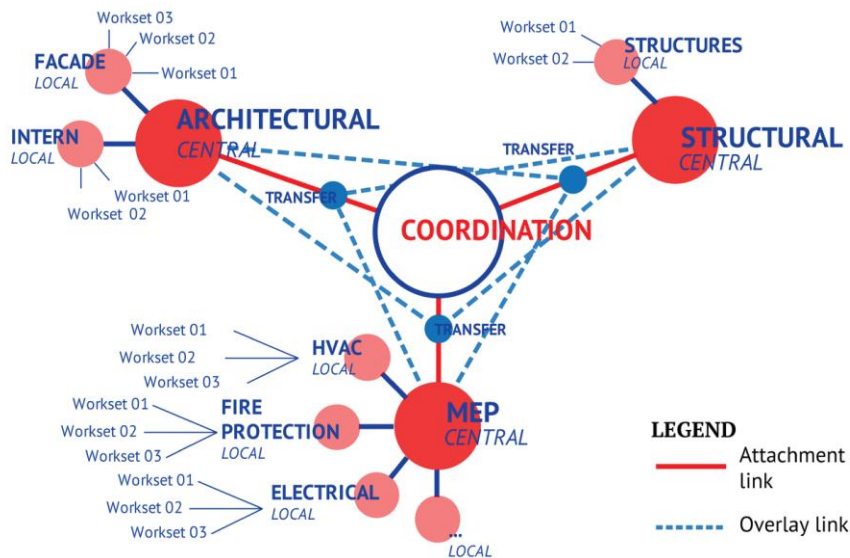 Workset 03
Workset 02
FACADE
LOCAL
Workset 01
ARCHITECTURAL
CENTRAL
INTERN
LOCAL
Workset 01
Workset 02
TRANSFER
Workset 01
Workset 02
STRUCTURES
LOCAL
STRUCTURAL
CENTRAL
TRANSFER
COORDINATION
TRANSFER
Workset 01
Workset 02
Workset 03
HVAC
LOCAL
MEP
CENTRAL
Workset 01
Workset 02
Workset 03
FIRE
PROTECTION
LOCAL
Workset 01
Workset 02
Workset 03
ELECTRICAL
LOCAL
...
LOCAL
LEGEND
Attachment
link
Overlay link